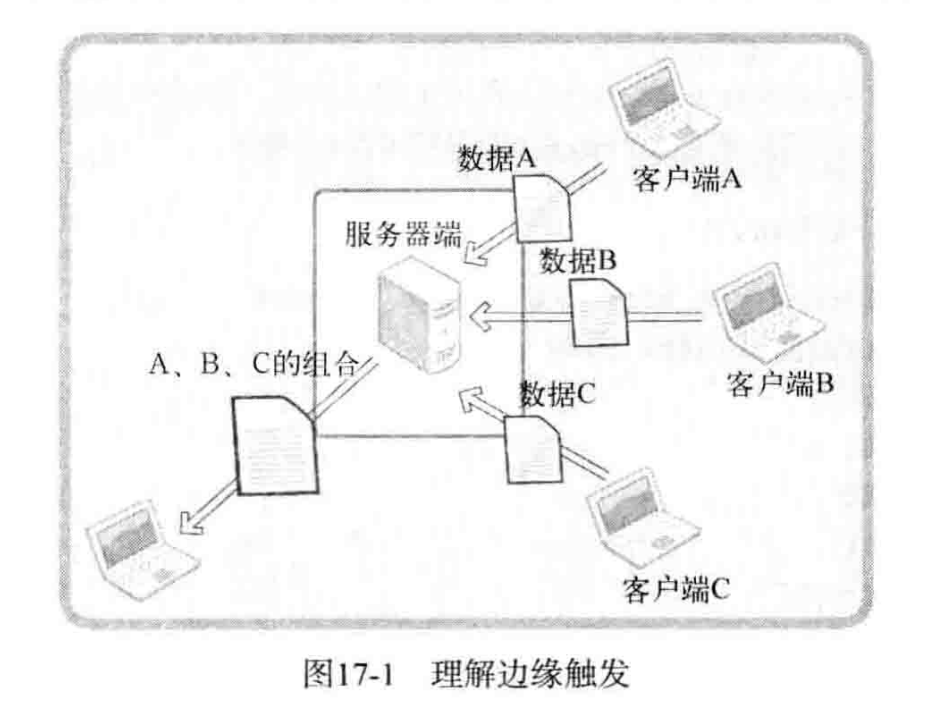 数据A
客户端A
服务器端
数据B
A、B、C的组合
客户端B
数据C
客户端C
图17-1 理解边缘触发